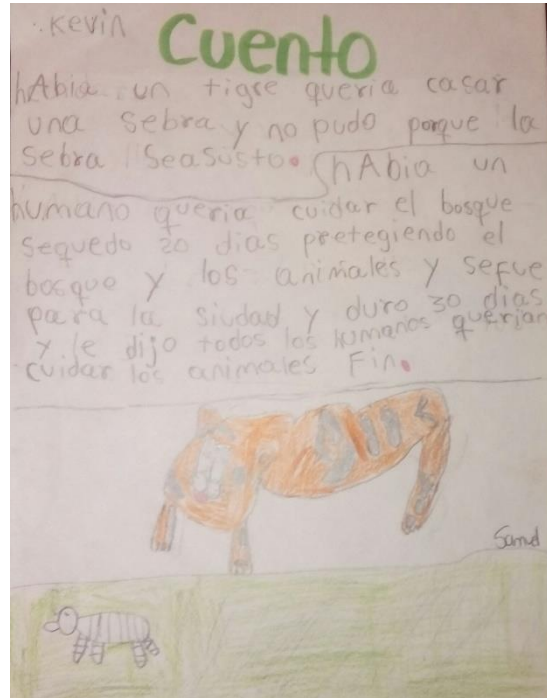 Kevin
Cuento
hAbia un tigre queria casar
una sebra y no pudo porque la
sebra seasusto.
hAbia un
humano queria cuidar el bosque
sequedo 20 dias pretegiendo el
bosque y los animales y sefue
para la siudad y duro 30 dias
y le dijo todos los humanos querian
cuidar los animales Fin.
Samuel